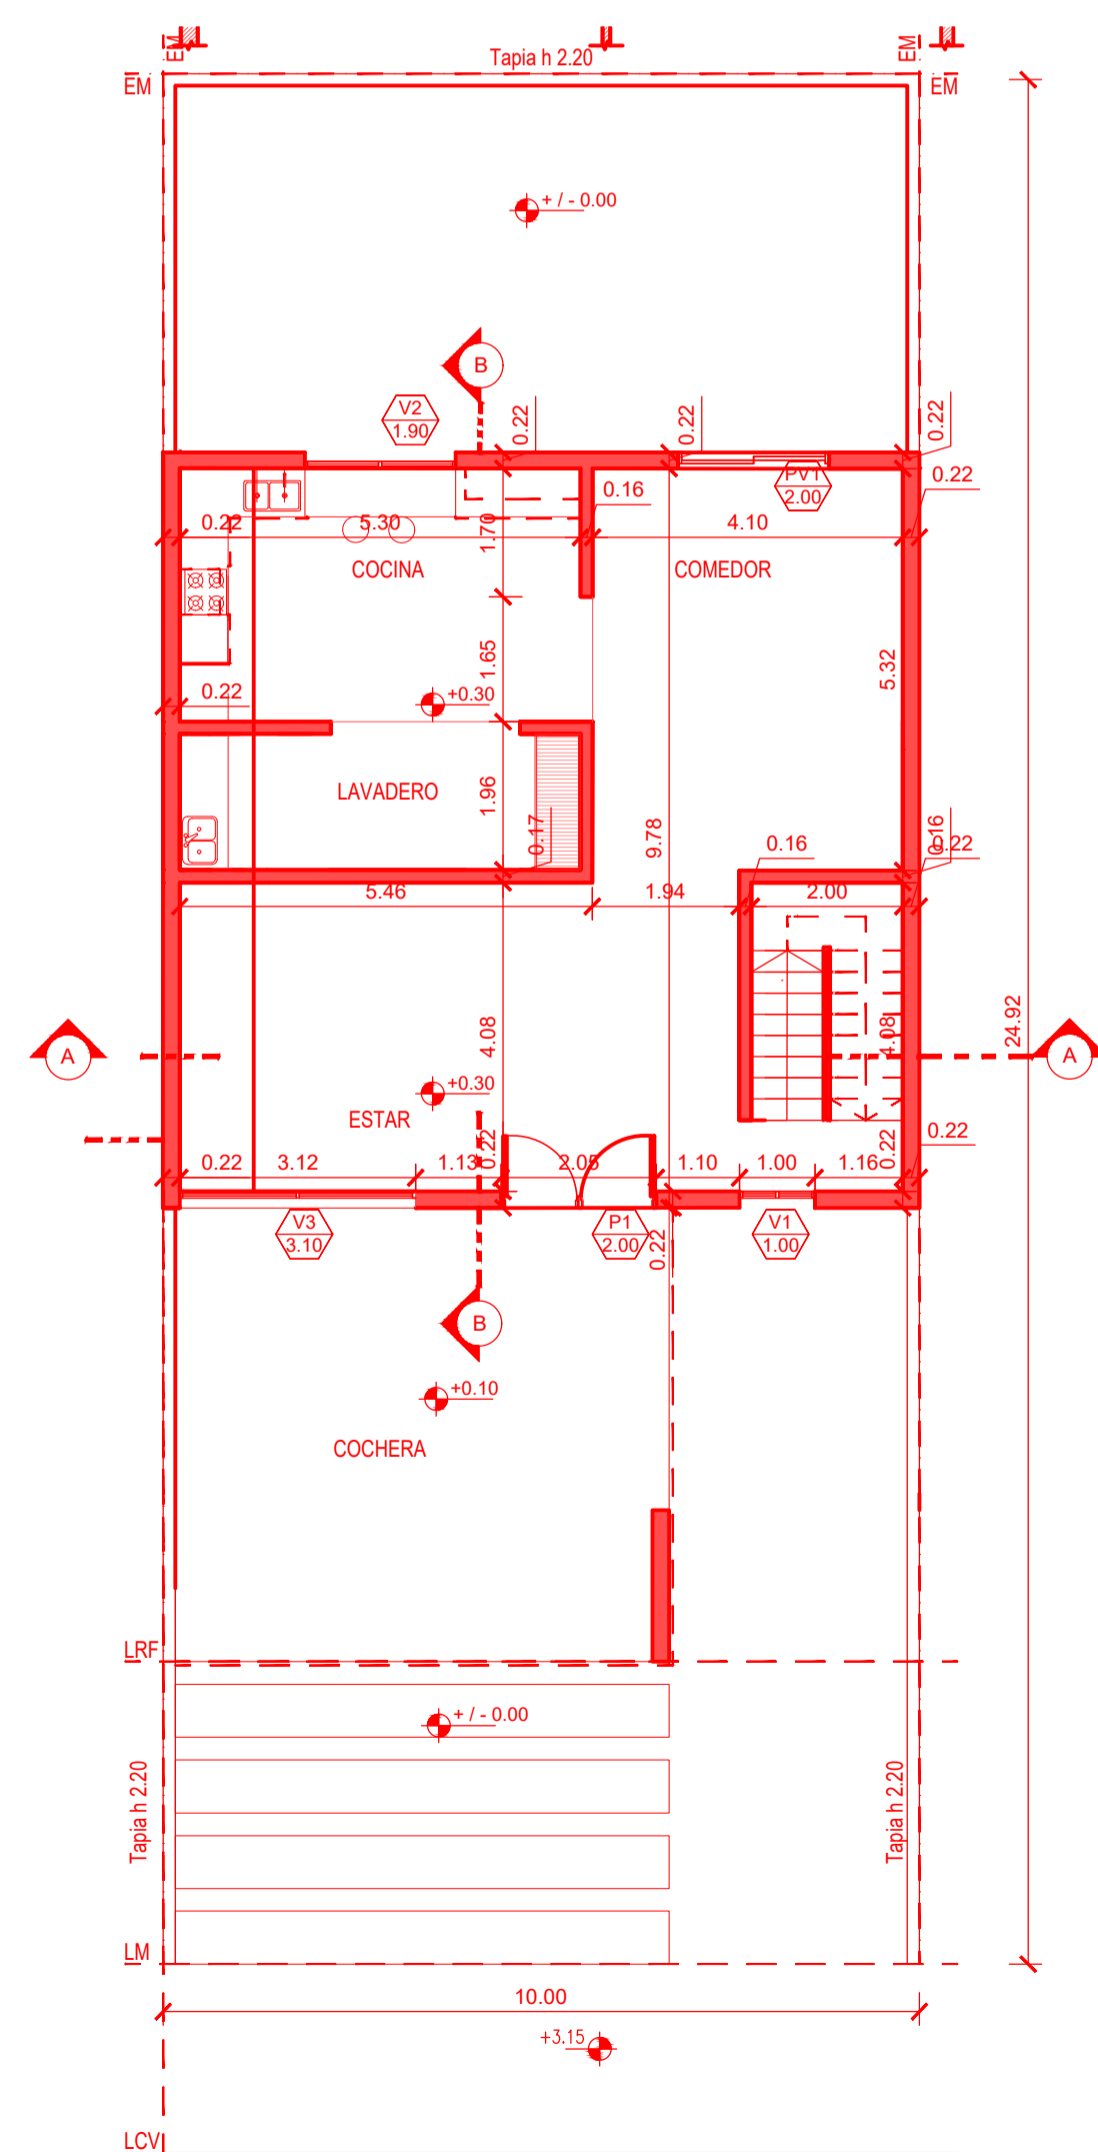 EM
EM
Tapia h 2.20
EM
EM
+ / - 0.00
B
V2
1.90
0.22
0.22
0.22
PV1
2.00
0.22
0.16
0.22
5.30
1.70
4.10
COCINA
COMEDOR
1.65
5.32
0.22
+0.30
LAVADERO
1.96
0.17
9.78
0.16
0.16
0.22
5.46
1.94
2.00
24.92
4.08
4.08
A
A
+0.30
ESTAR
0.22
0.22
0.22
0.22
3.12
1.13
2.05
1.10
1.00
1.16
V3
3.10
P1
2.00
0.22
V1
1.00
B
+0.10
COCHERA
LRF
+ / - 0.00
Tapia h 2.20
Tapia h 2.20
LM
10.00
+3.15
LCV